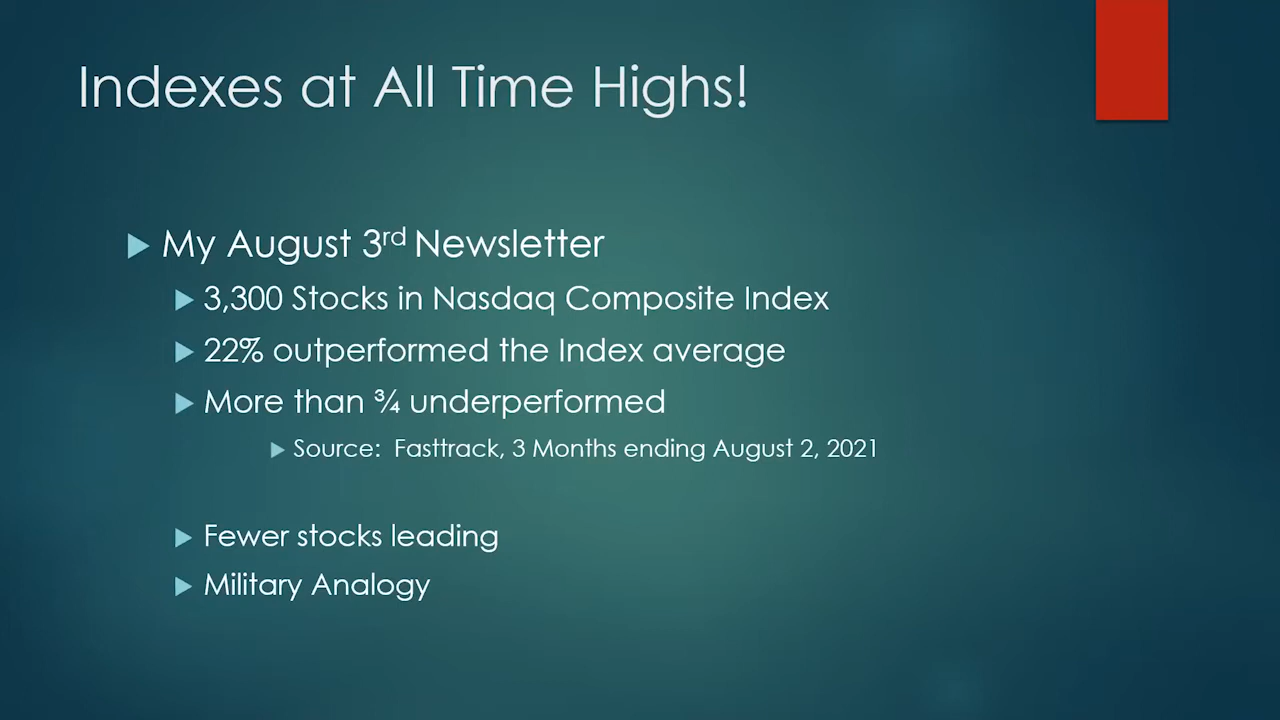 Indexes at All Time Highs!
My August 3rd Newsletter
3,300 Stocks in Nasdaq Composite Index
22% outperformed the Index average
More than ¾ underperformed
Source:  Fasttrack, 3 Months ending August 2, 2021
Fewer stocks leading
Military Analogy